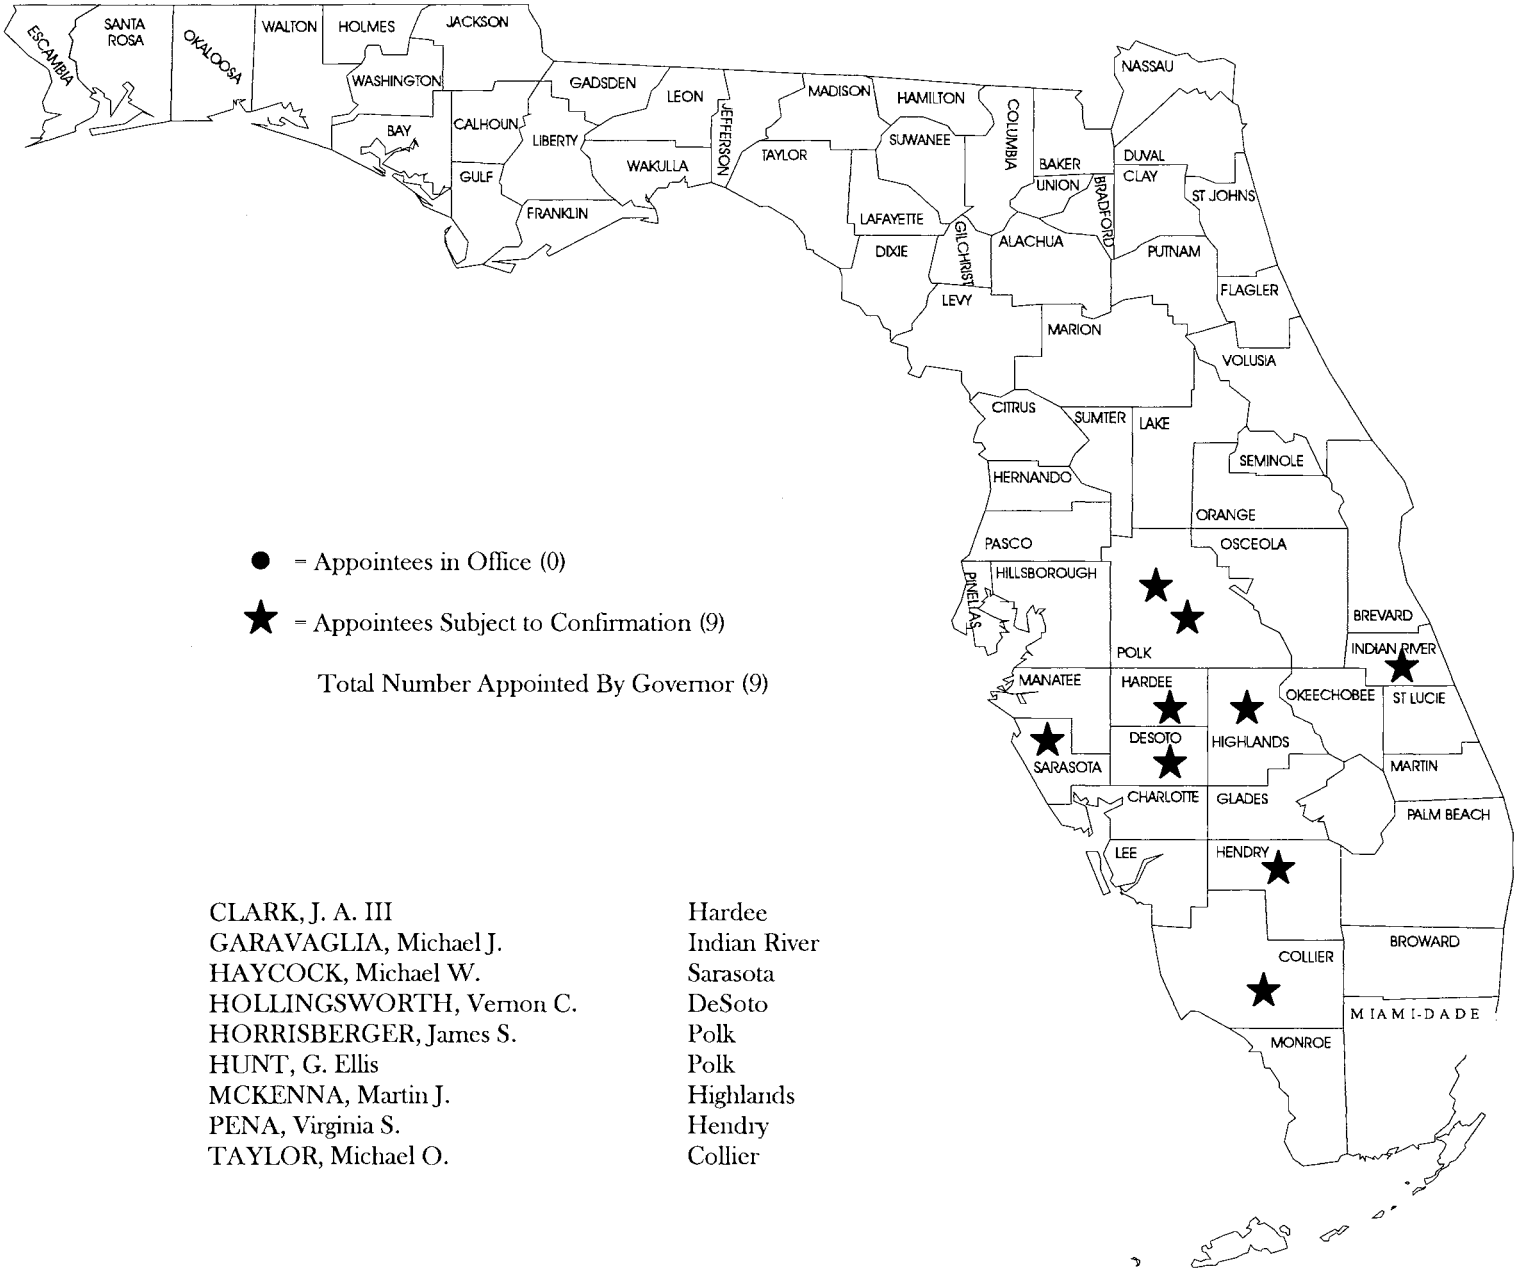 ESCAMBIA
SANTA
ROSA
OKALOOSA
WALTON
HOLMES
JACKSON
WASHINGTON
BAY
CALHOUN
GULF
GADSDEN
LIBERTY
FRANKLIN
LEON
WAKULLA
JEFFERSON
MADISON
TAYLOR
HAMILTON
SUWANEE
LAFAYETTE
DIXIE
COLUMBIA
GILCHRIST
LEVY
BAKER
UNION
BRADFORD
ALACHUA
NASSAU
DUVAL
CLAY
ST JOHNS
PUTNAM
FLAGLER
MARION
VOLUSIA
CITRUS
SUMTER
LAKE
SEMINOLE
HERNANDO
ORANGE
PASCO
OSCEOLA
PINELLAS
HILLSBOROUGH
BREVARD
POLK
INDIAN RIVER
MANATEE
HARDEE
OKEECHOBEE
ST LUCIE
DESOTO
HIGHLANDS
SARASOTA
MARTIN
CHARLOTTE
GLADES
PALM BEACH
LEE
HENDRY
BROWARD
COLLIER
MIAMI-DADE
MONROE
= Appointees in Office (0)
= Appointees Subject to Confirmation (9)
Total Number Appointed By Governor (9)
CLARK, J. A. III Hardee
GARAVAGLIA, Michael J. Indian River
HAYCOCK, Michael W. Sarasota
HOLLINGSWORTH, Vernon C. DeSoto
HORRISBERGER, James S. Polk
HUNT, G. Ellis Polk
MCKENNA, Martin J. Highlands
PENA, Virginia S. Hendry
TAYLOR, Michael O. Collier